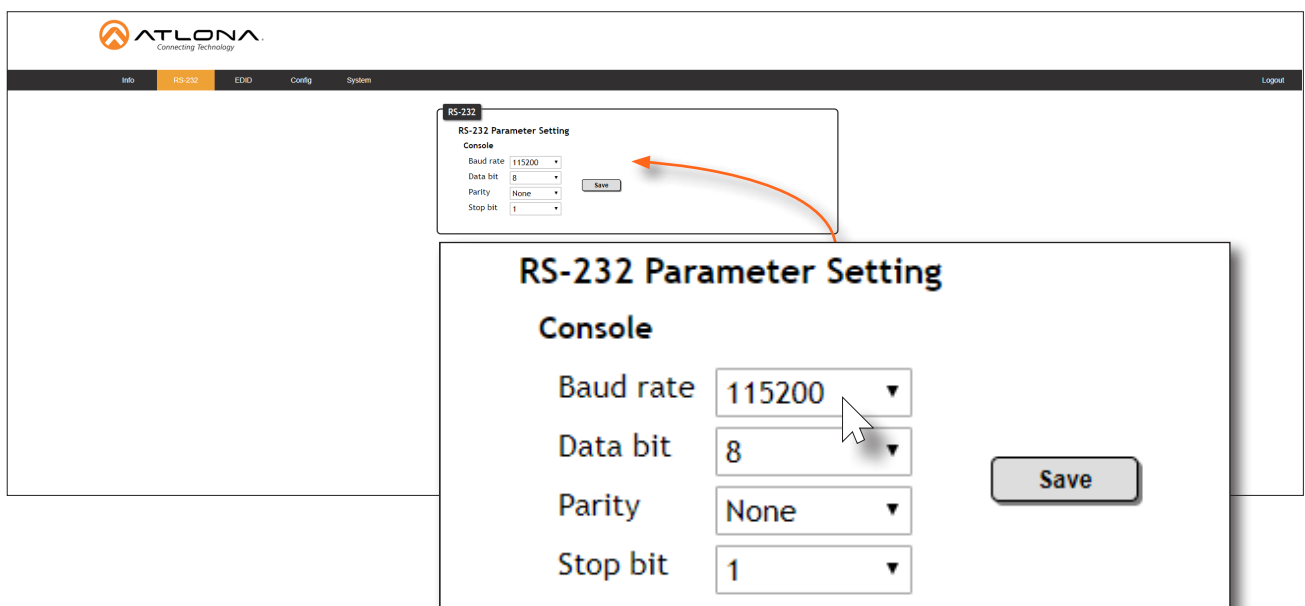 ATLONA.
Connecting Technology
Info RS-232 EDID Config System Logout
RS-232
RS-232 Parameter Setting
Console
Baud rate 115200
Data bit 8
Save
Parity None
Stop bit 1
RS-232 Parameter Setting
Console
Baud rate 115200
Data bit 8
Save
Parity None
Stop bit 1